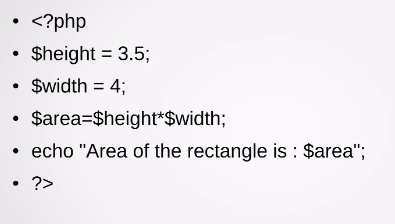 • <?php
• $height = 3.5;
• $width = 4;
• $area=$height*$width;
• echo "Area of the rectangle is : $area";
• ?>